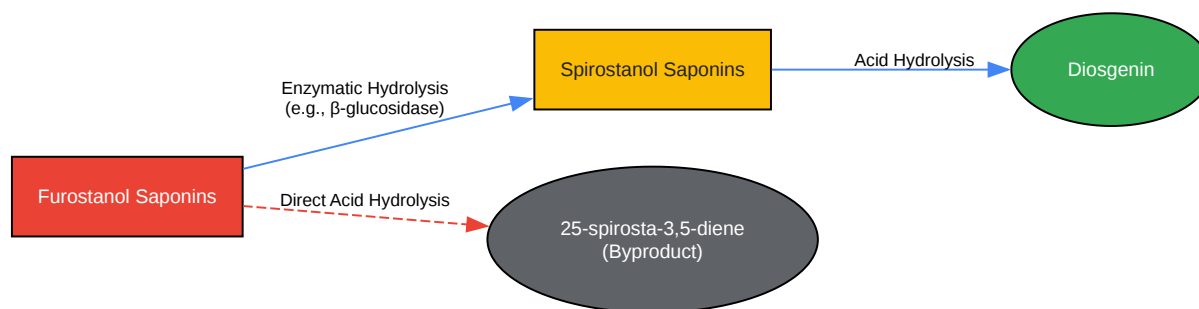 Furostanol Saponins
Enzymatic Hydrolysis
(e.g., β-glucosidase)
Spirostanol Saponins
Acid Hydrolysis
Diosgenin
Direct Acid Hydrolysis
25-spirosta-3,5-diene
(Byproduct)